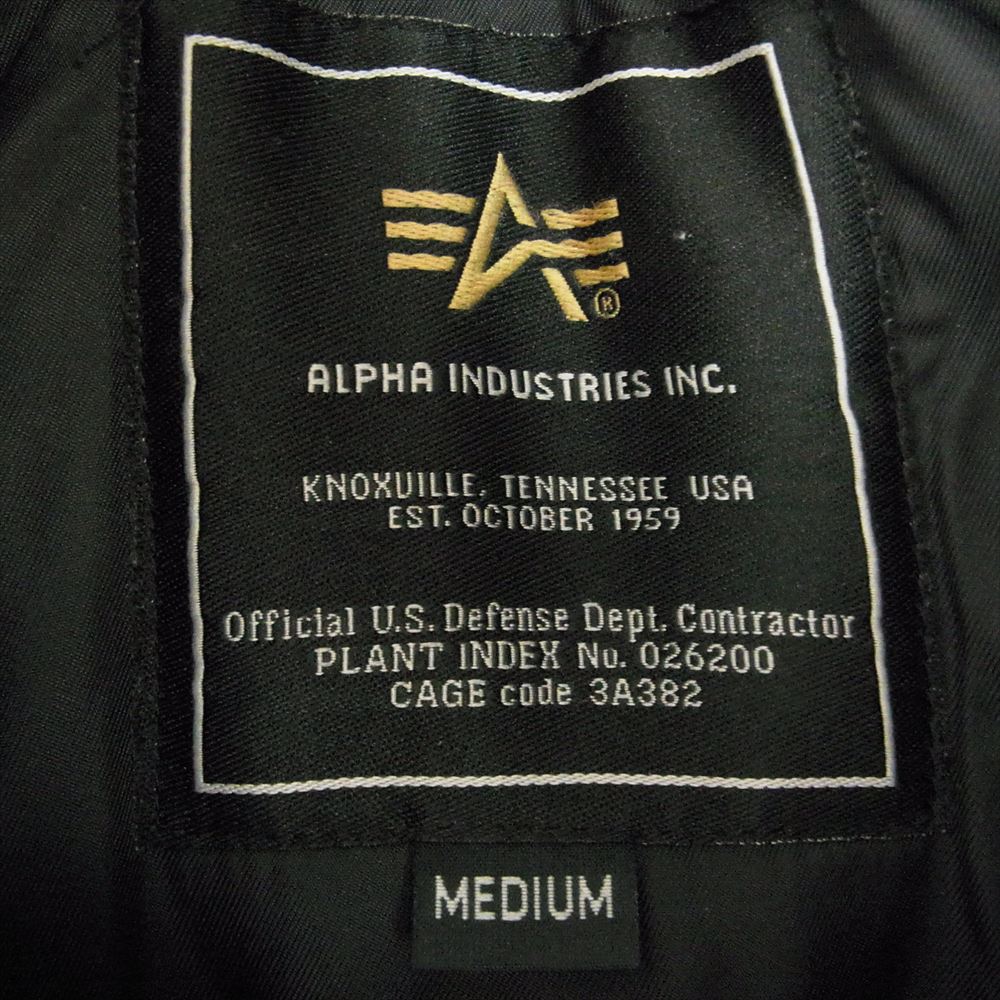 ®
ALPHA INDUSTRIES INC.
KNOXVILLE, TENNESSEE USA
EST. OCTOBER 1959
Official U.S. Defense Dept. Contractor
PLANT INDEX No. 026200
CAGE code 3A382
MEDIUM